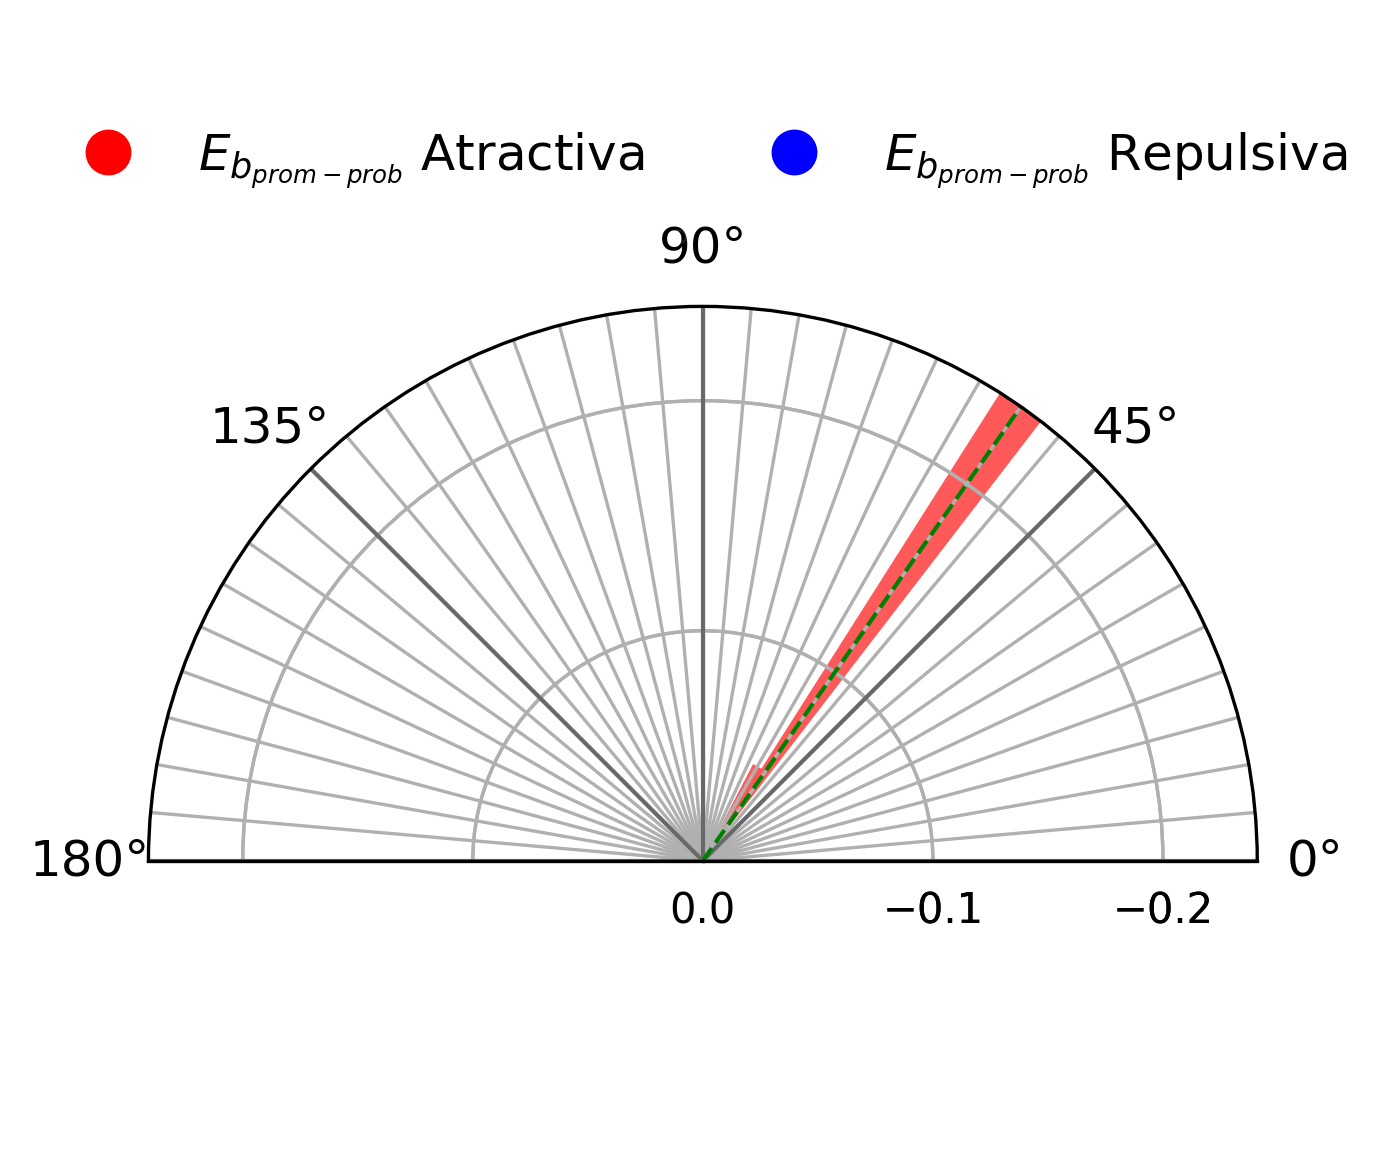 E_{b_{prom-prob}} Atractiva E_{b_{prom-prob}} Repulsiva
90°
135° 45°
180° 0°
0.0 −0.1 −0.2